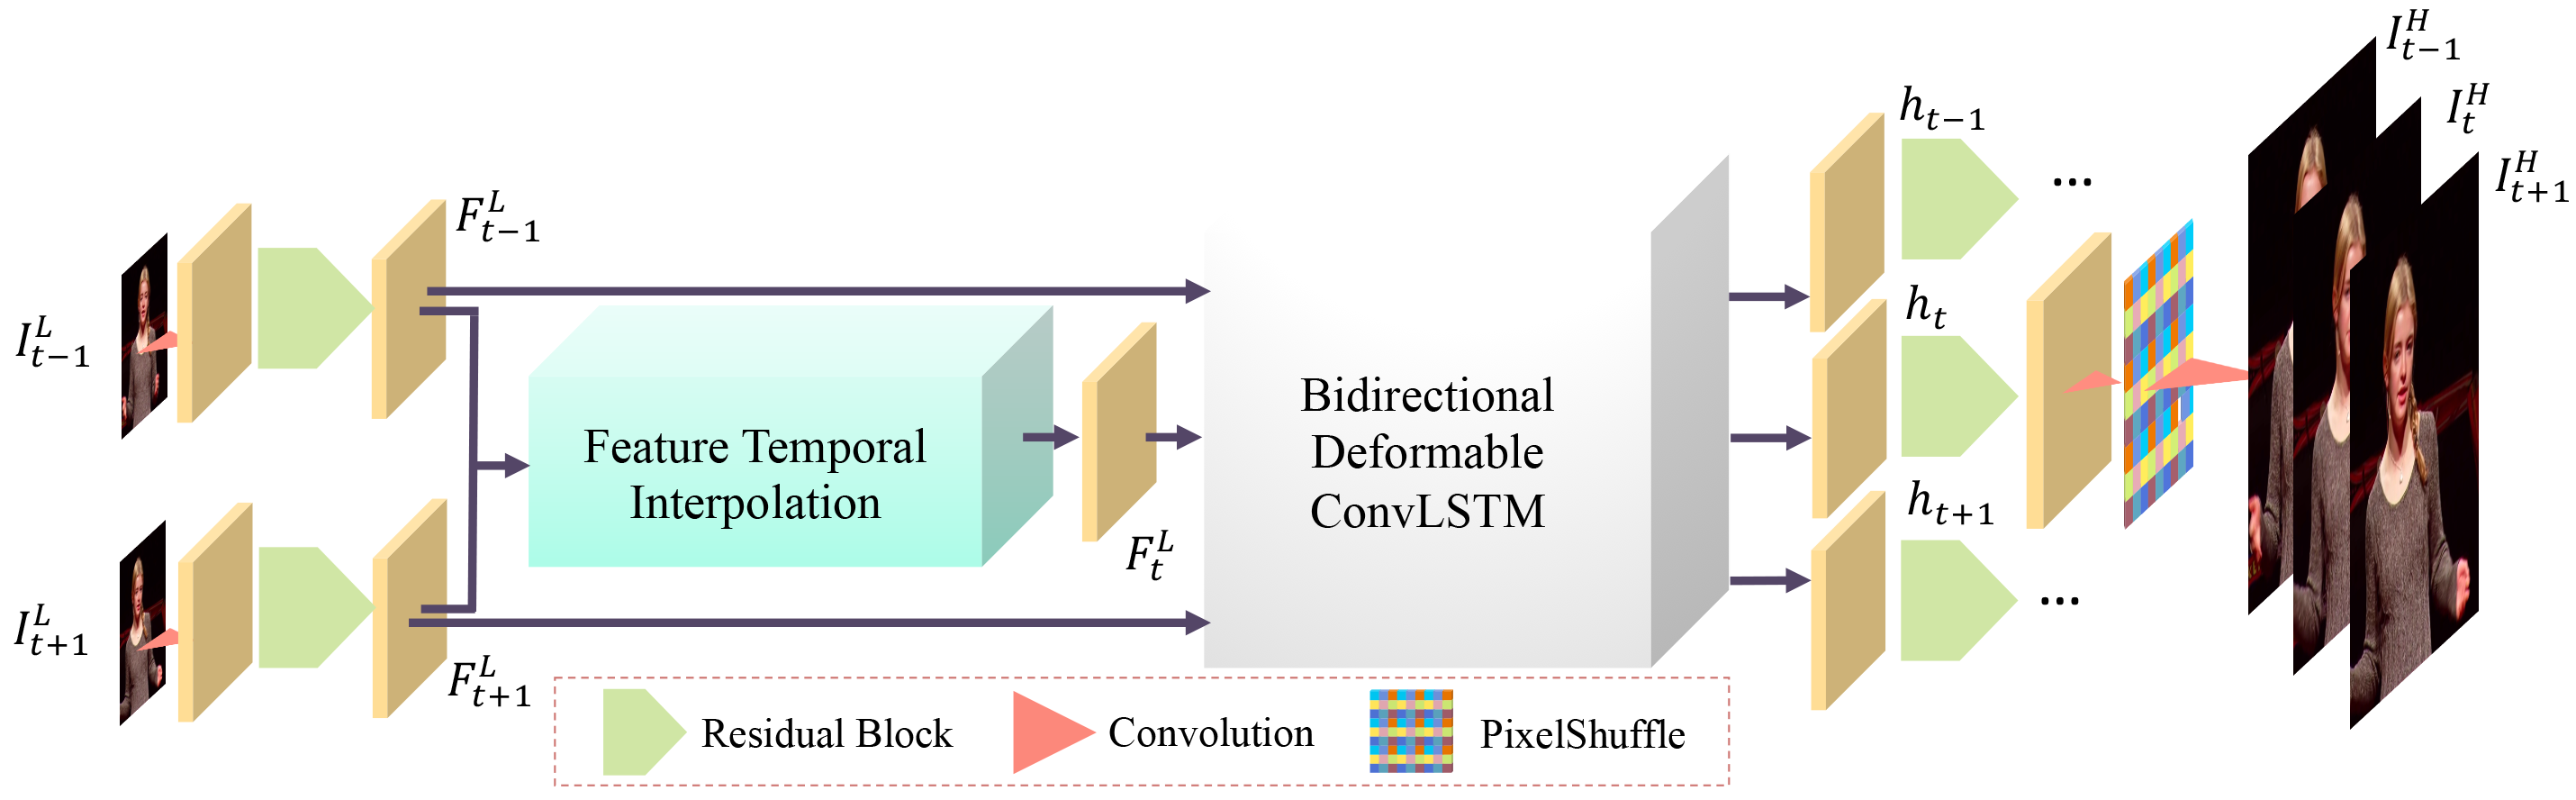 $I_{t-1}^{L}$
$F_{t-1}^{L}$
$I_{t+1}^{L}$
$F_{t+1}^{L}$
Feature Temporal
Interpolation
$F_{t}^{L}$
Bidirectional
Deformable
ConvLSTM
$h_{t-1}$
...
$h_{t}$
$h_{t+1}$
...
$I_{t-1}^{H}$
$I_{t}^{H}$
$I_{t+1}^{H}$
Residual Block
Convolution
PixelShuffle